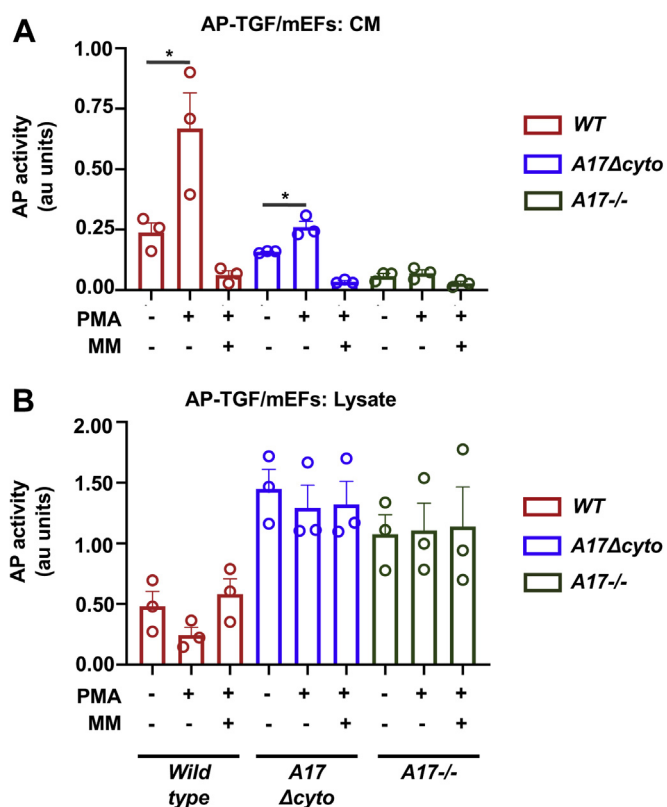 A
AP-TGF/mEFs: CM
AP activity
(au units)
1.00
0.75
0.50
0.25
0.00
*
*
WT
A17Δcyto
A17-/-
PMA - + + - + + - + +
MM - - + - - + - - +
B
AP-TGF/mEFs: Lysate
AP activity
(au units)
2.00
1.50
1.00
0.50
0.00
WT
A17Δcyto
A17-/-
PMA - + + - + + - + +
MM - - + - - + - - +
Wild type
A17 Δcyto
A17-/-